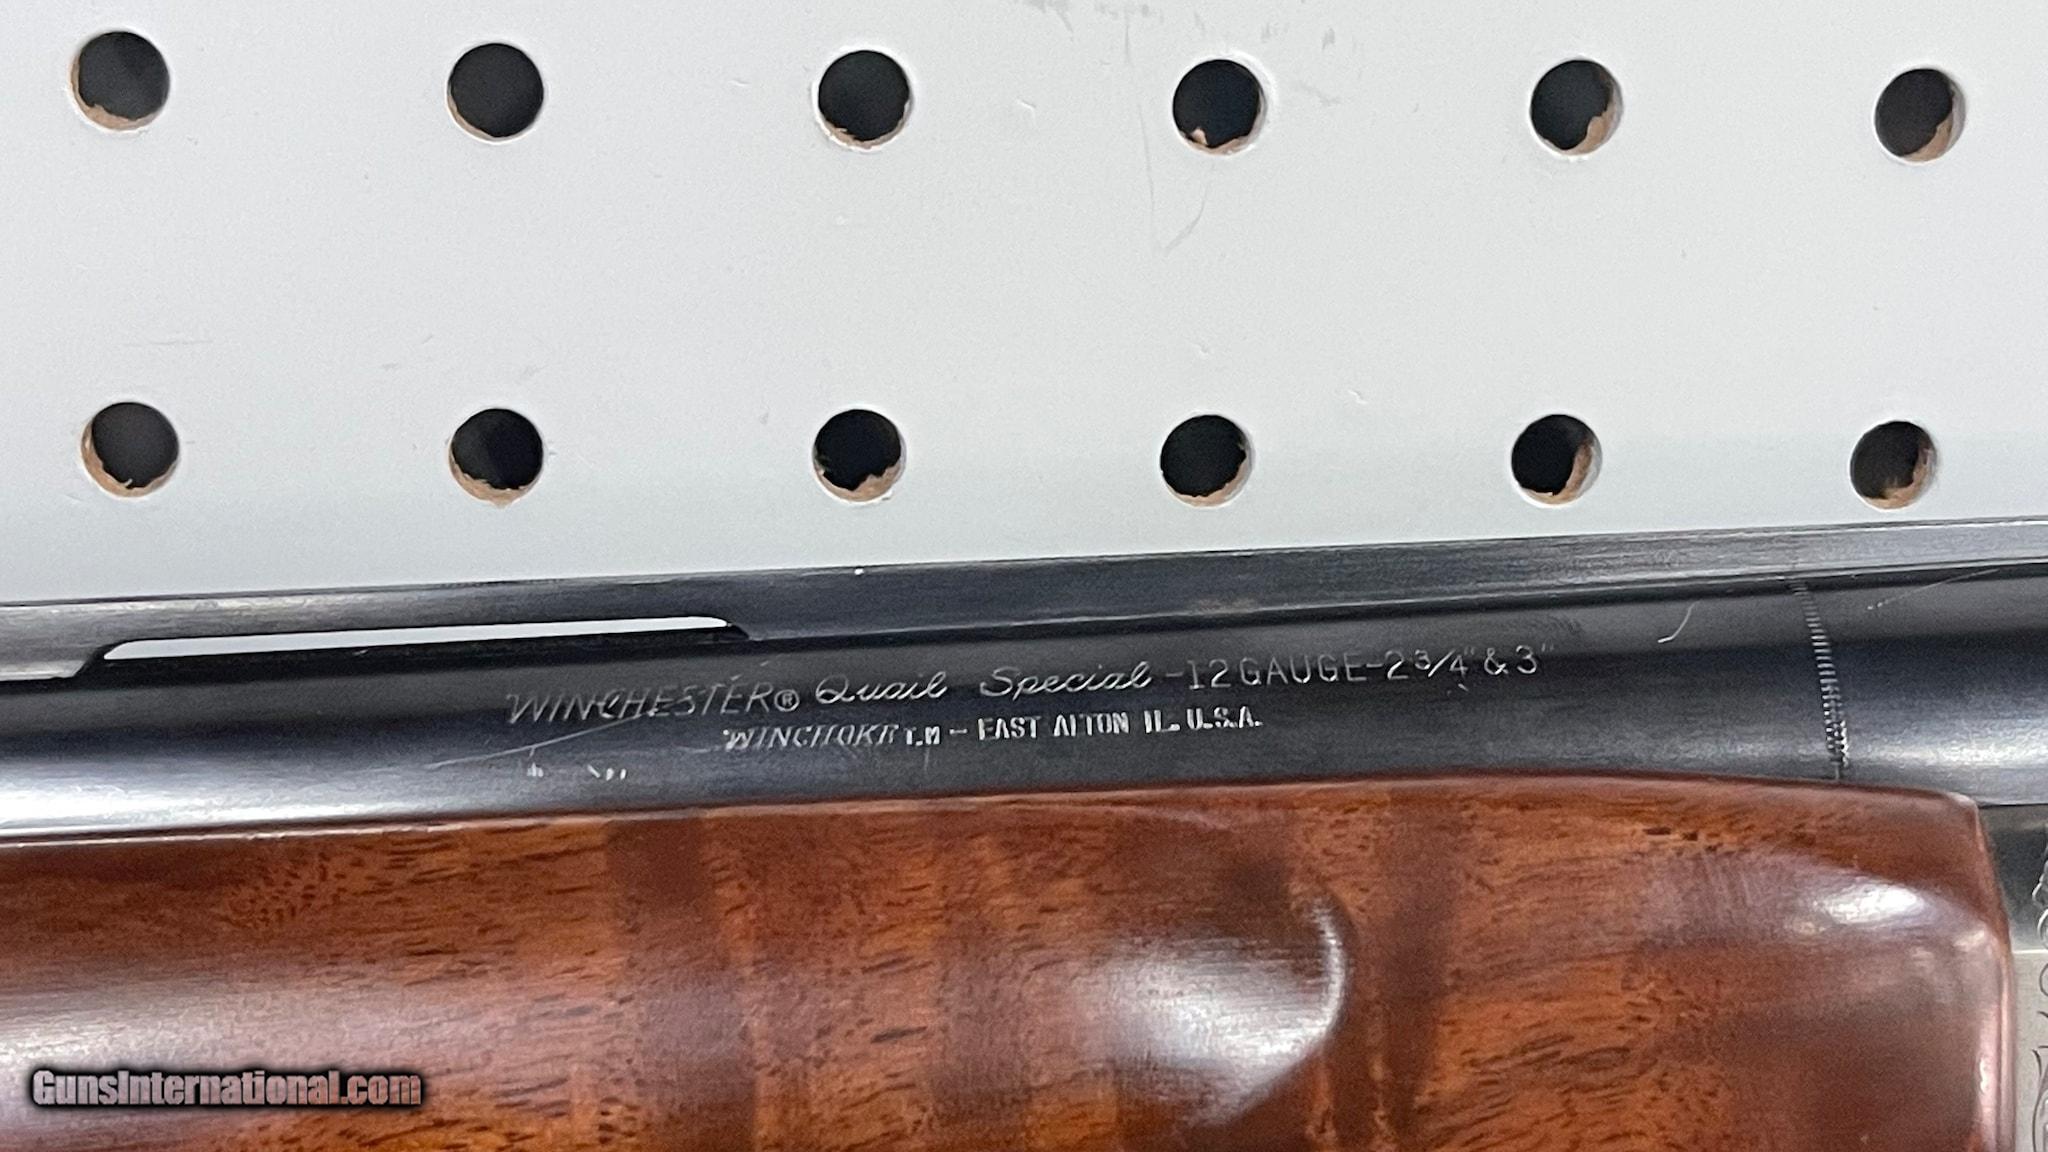 WINCHESTER® Quail Special -12 GAUGE-2 3/4" & 3"
WINCHOKE T.M - EAST ALTON IL. U.S.A.
GunsInternational.com